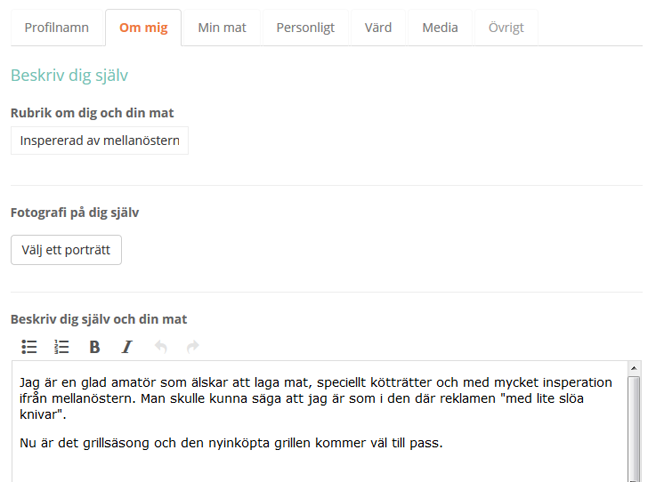 Profilnamn Om mig Min mat Personligt Värd Media Övrigt
Beskriv dig själv
Rubrik om dig och din mat
Inspererad av mellanöstern
Fotografi på dig själv
Välj ett porträtt
Beskriv dig själv och din mat
Jag är en glad amatör som älskar att laga mat, speciellt kötträtter och med mycket insperation
ifrån mellanöstern. Man skulle kunna säga att jag är som i den där reklamen "med lite slöa
knivar".
Nu är det grillsäsong och den nyinköpta grillen kommer väl till pass.